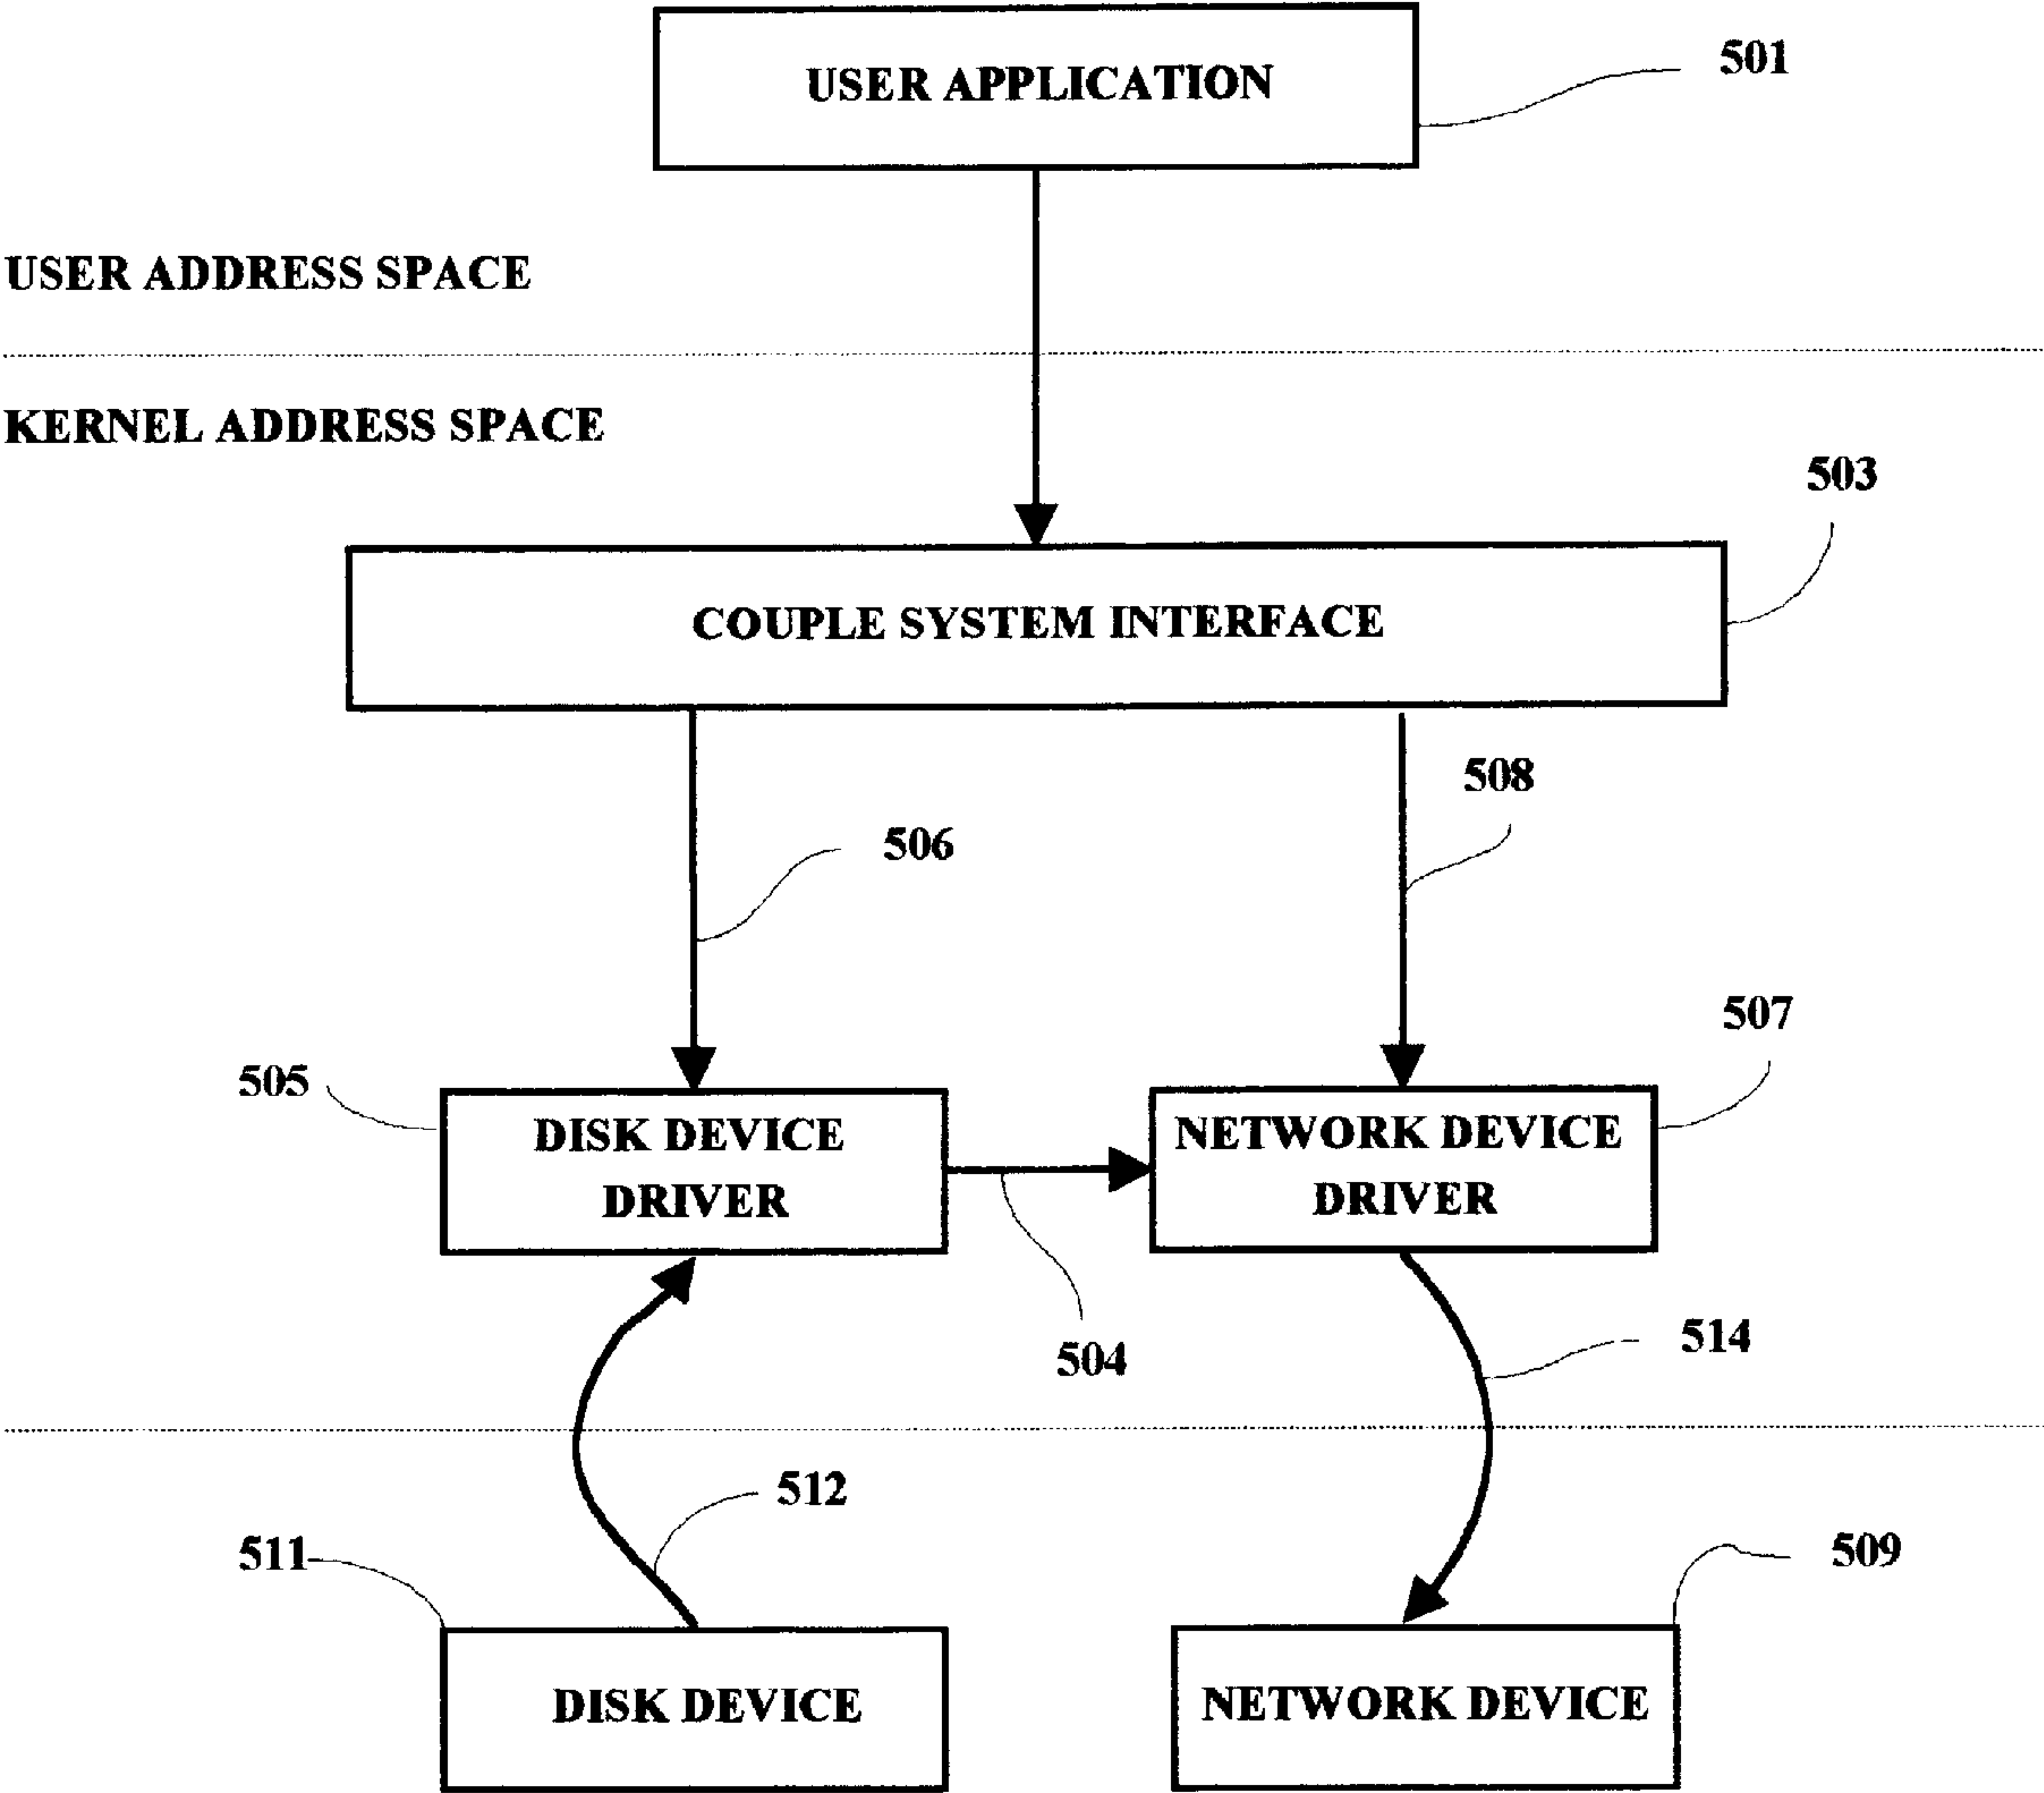 USER APPLICATION
501
USER ADDRESS SPACE
KERNEL ADDRESS SPACE
503
COUPLE SYSTEM INTERFACE
508
506
507
505
DISK DEVICE
DRIVER
NETWORK DEVICE
DRIVER
504
514
512
511
509
DISK DEVICE
NETWORK DEVICE